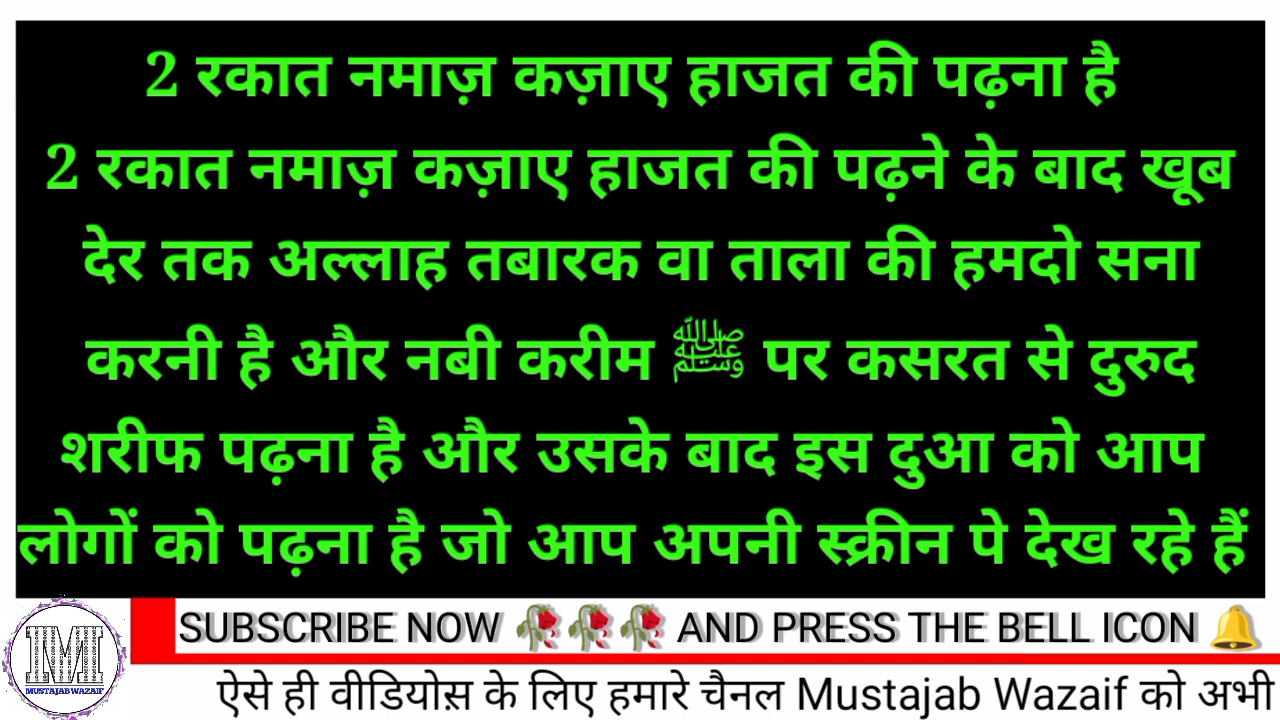 2 रकात नमाज़ कज़ाए हाजत की पढ़ना है
2 रकात नमाज़ कज़ाए हाजत की पढ़ने के बाद खूब
देर तक अल्लाह तबारक वा ताला की हमदो सना
करनी है और नबी करीम ﷺ पर कसरत से दुरुद
शरीफ पढ़ना है और उसके बाद इस दुआ को आप
लोगों को पढ़ना है जो आप अपनी स्क्रीन पे देख रहे हैं
SUBSCRIBE NOW 🥀🥀🥀 AND PRESS THE BELL ICON 🔔
M
MUSTAJAB WAZAIF
ऐसे ही वीडियोस़ के लिए हमारे चैनल Mustajab Wazaif को अभी